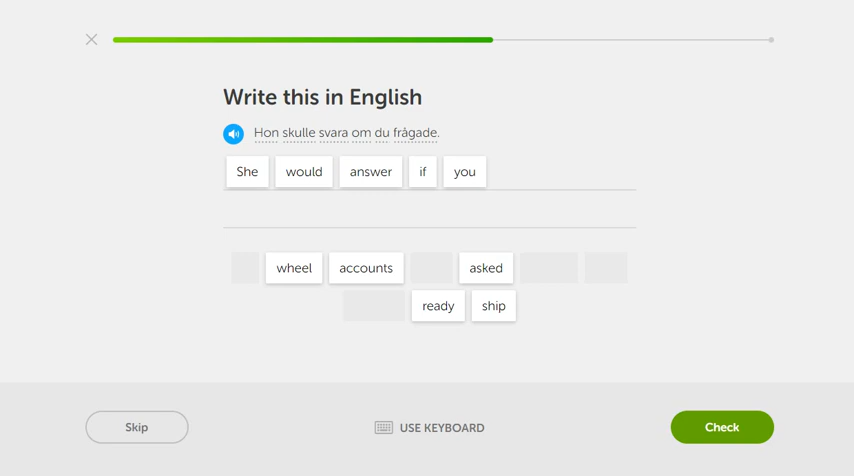 Write this in English
Hon skulle svara om du frågade.
She would answer if you
wheel accounts asked
ready ship
Skip USE KEYBOARD Check